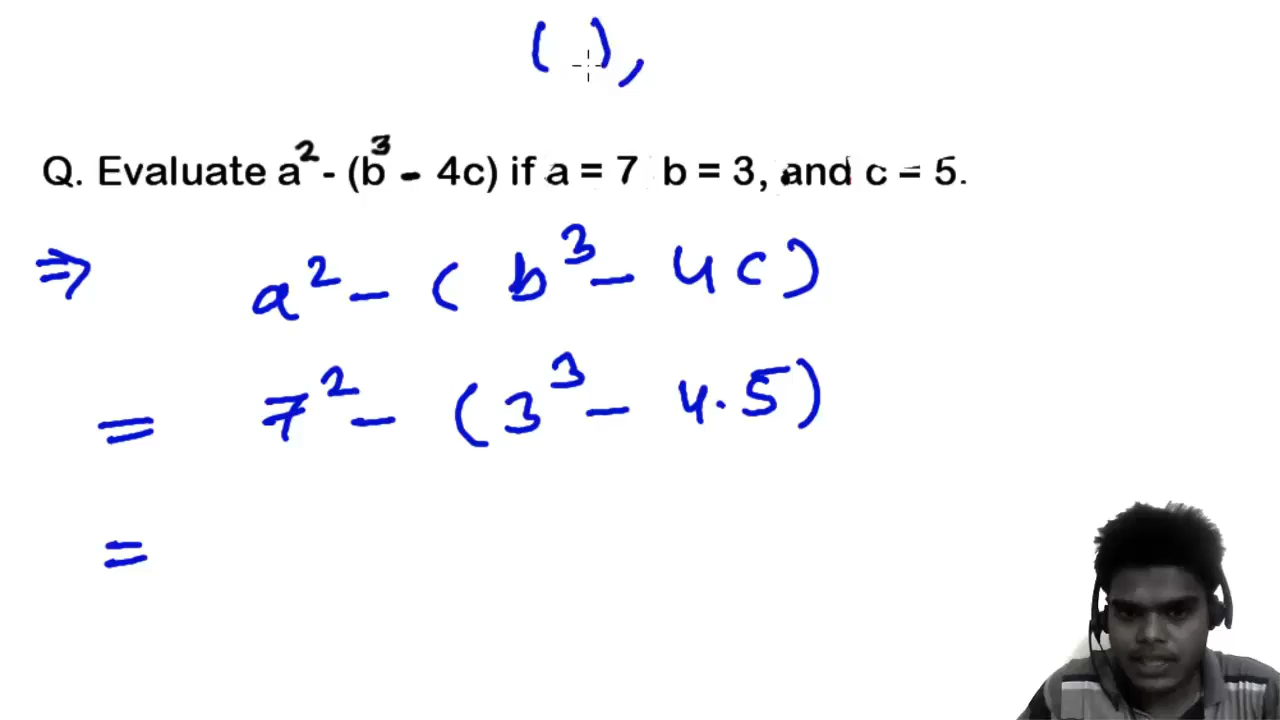 ( ),
Q. Evaluate a² - (b³ - 4c) if a = 7 b = 3, and c = 5.
⇒ a² - ( b³ - 4c)
= 7² - (3³ - 4.5)
=